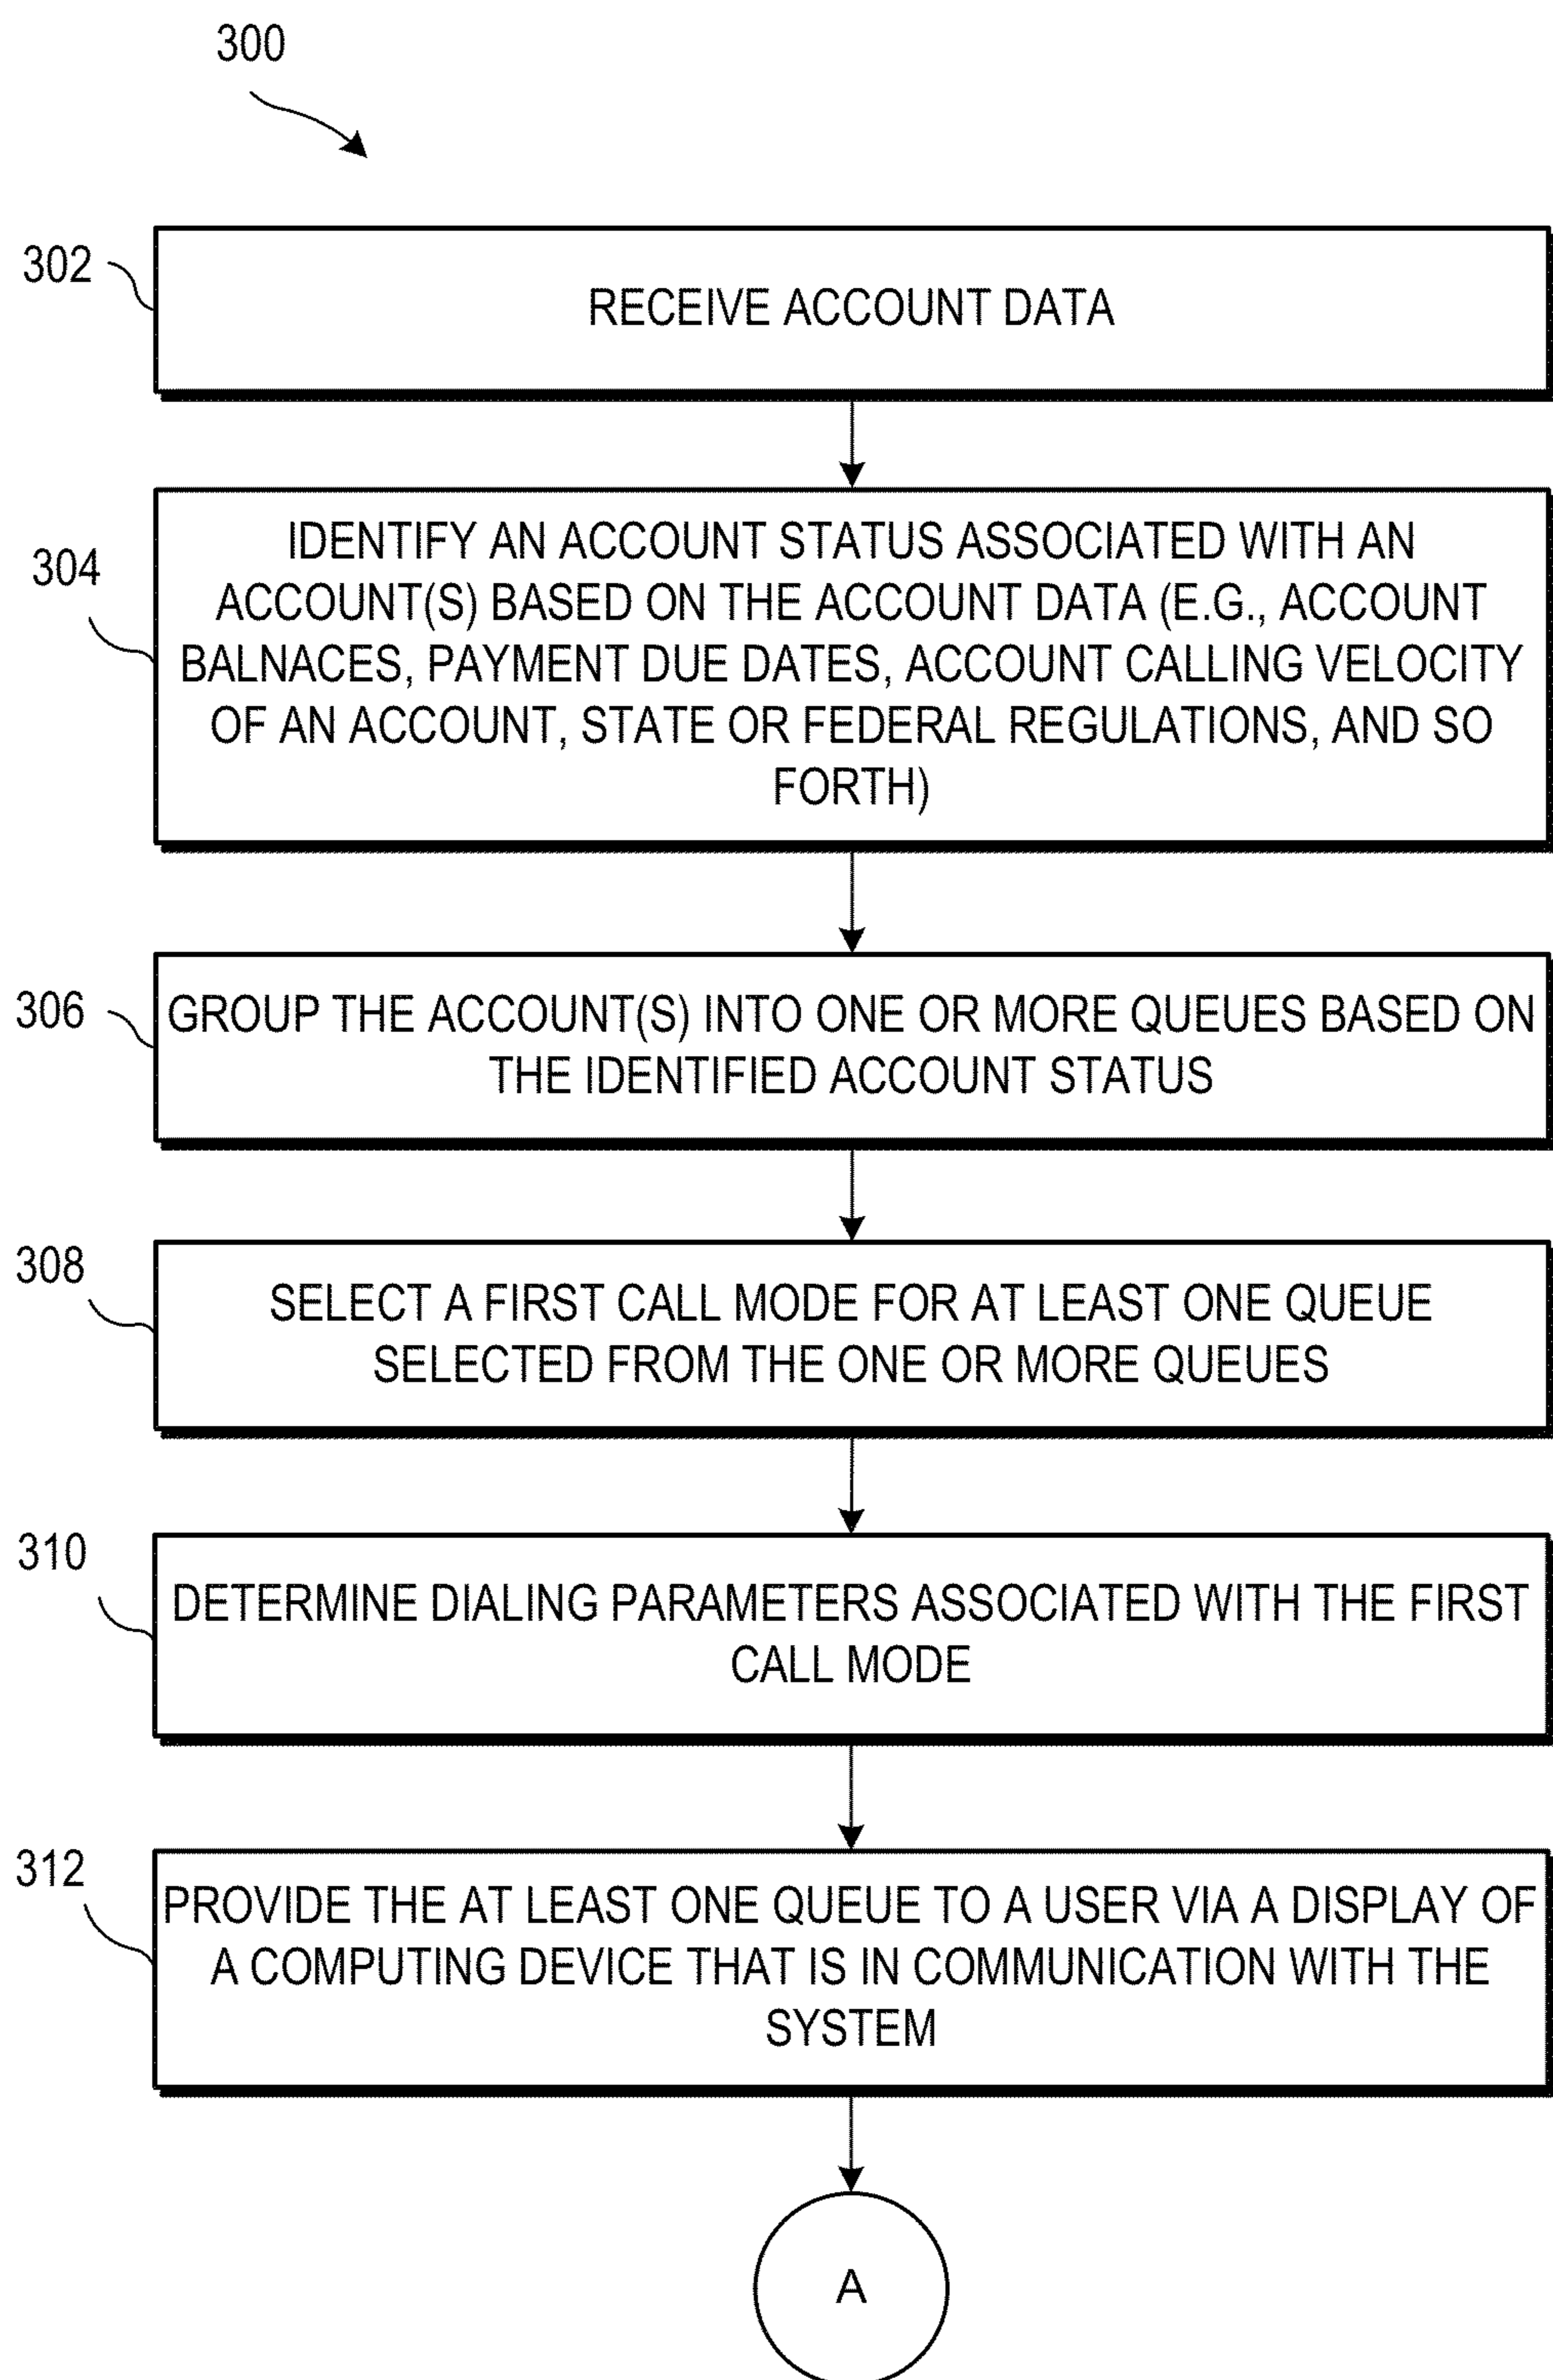 300
302
RECEIVE ACCOUNT DATA
304
IDENTIFY AN ACCOUNT STATUS ASSOCIATED WITH AN
ACCOUNT(S) BASED ON THE ACCOUNT DATA (E.G., ACCOUNT
BALNACES, PAYMENT DUE DATES, ACCOUNT CALLING VELOCITY
OF AN ACCOUNT, STATE OR FEDERAL REGULATIONS, AND SO
FORTH)
306
GROUP THE ACCOUNT(S) INTO ONE OR MORE QUEUES BASED ON
THE IDENTIFIED ACCOUNT STATUS
308
SELECT A FIRST CALL MODE FOR AT LEAST ONE QUEUE
SELECTED FROM THE ONE OR MORE QUEUES
310
DETERMINE DIALING PARAMETERS ASSOCIATED WITH THE FIRST
CALL MODE
312
PROVIDE THE AT LEAST ONE QUEUE TO A USER VIA A DISPLAY OF
A COMPUTING DEVICE THAT IS IN COMMUNICATION WITH THE
SYSTEM
A